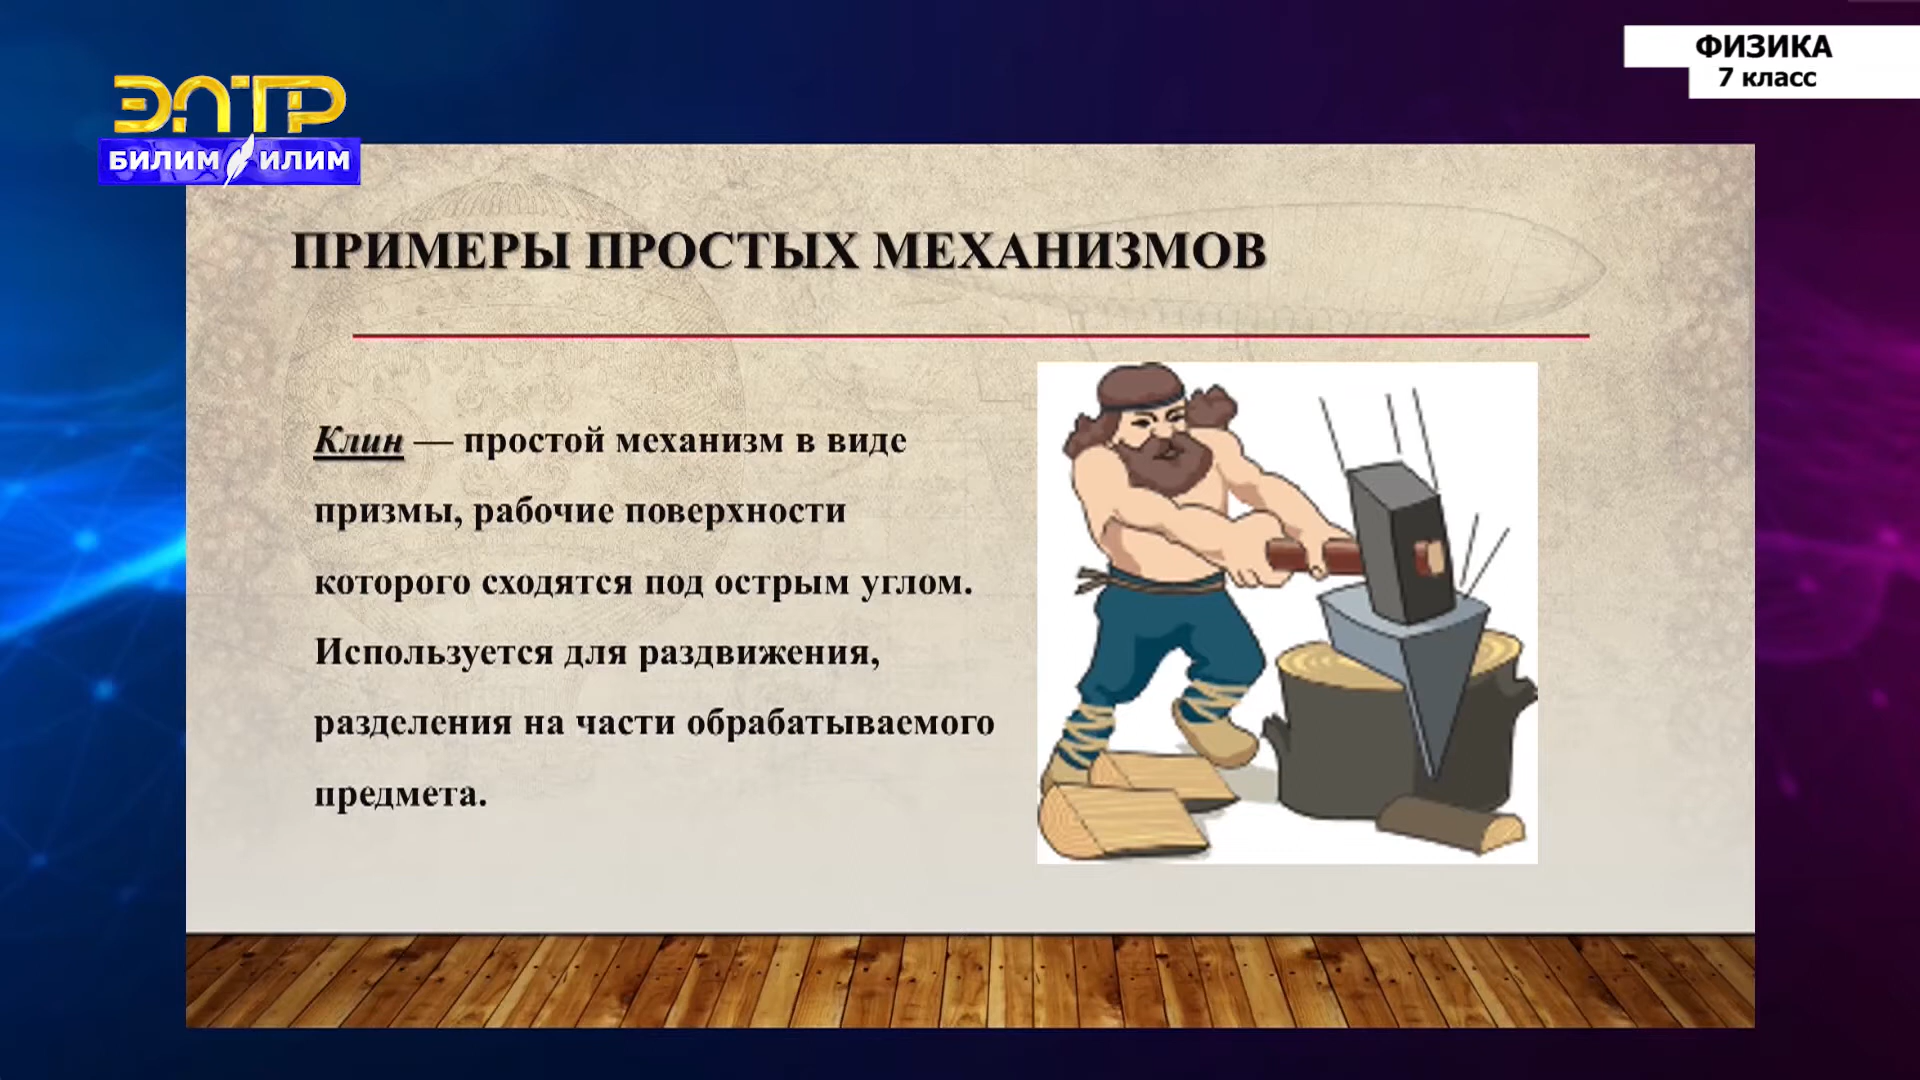 ФИЗИКА
7 класс
ЭЛТР
БИЛИМ ИЛИМ
ПРИМЕРЫ ПРОСТЫХ МЕХАНИЗМОВ
Клин — простой механизм в виде
призмы, рабочие поверхности
которого сходятся под острым углом.
Используется для раздвижения,
разделения на части обрабатываемого
предмета.